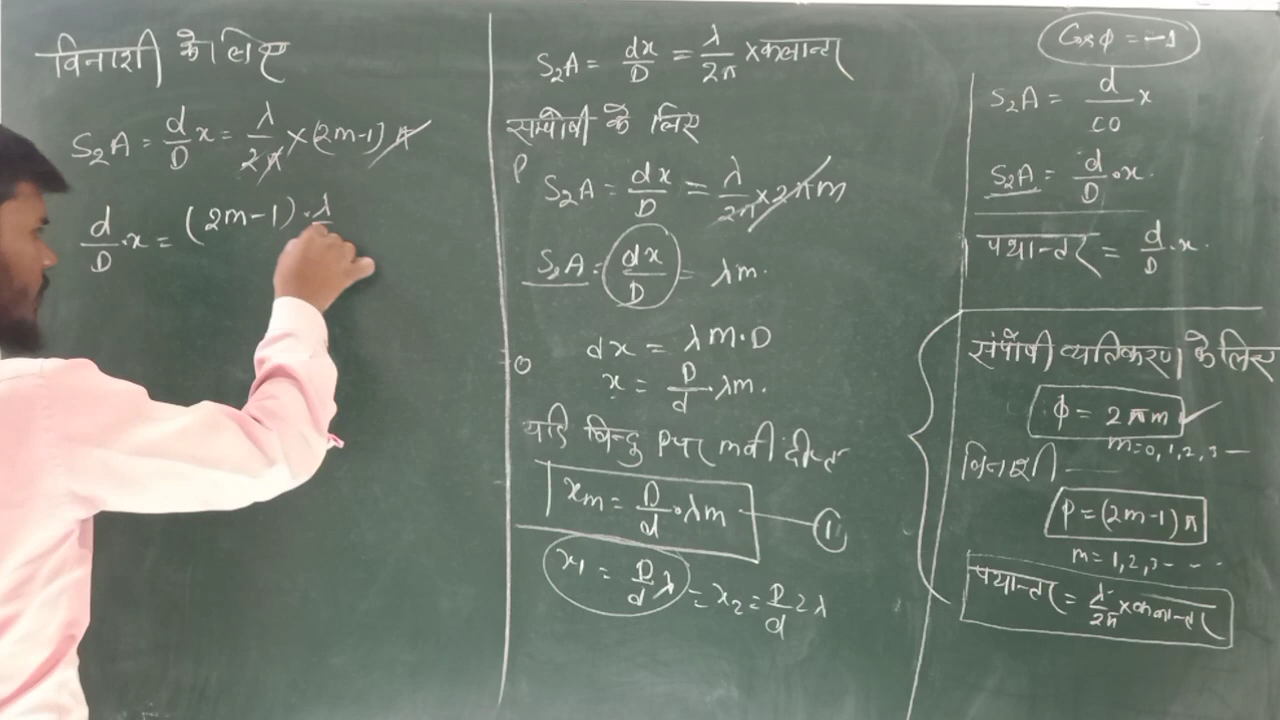 विनाशी के लिए
S₂A = d/D x = λ/2π × (2m-1) π
d/D · x = (2m-1) · λ
S₂A = dx/D = λ/2π × कलान्तर
सम्पोषी के लिए
P
S₂A = dx/D = λ/2π × 2πm
S₂A = dx/D = λm.
O
dx = λm·D
x = D/d · λm.
यदि बिन्दु P पर m वी दीप्त
xm = D/d · λm — ①
x₁ = D/d λ = x₂ = D/d 2λ
Cos ϕ = -1
S₂A = d/CO x
S₂A = d/D · x.
पथान्तर = d/D · x.
संपोषी व्यतिकरण के लिए
ϕ = 2πm ✓
m = 0, 1, 2, 3 —
विनाशी —
ϕ = (2m-1) π
m = 1, 2, 3 - - -
पथान्तर = λ/2π × कलान्तर